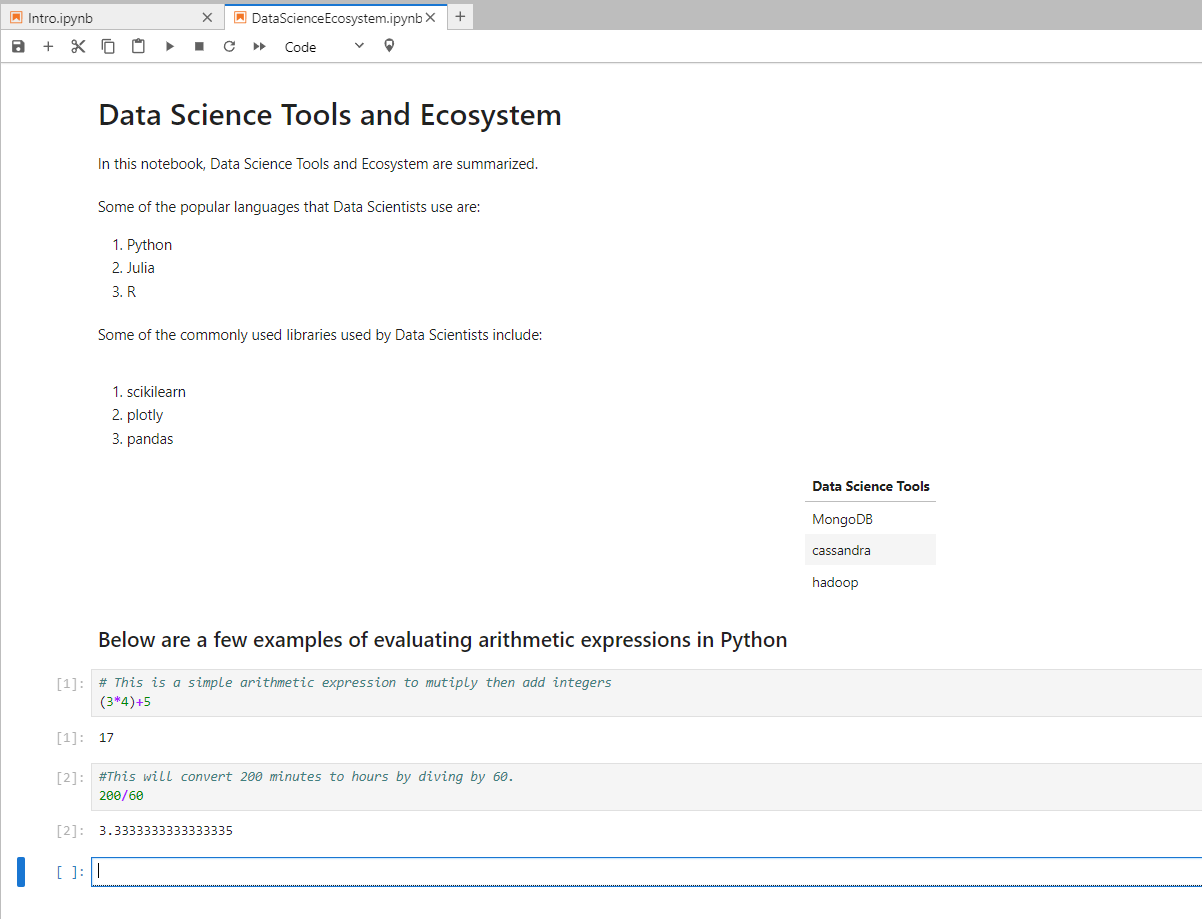 Intro.ipynb
DataScienceEcosystem.ipynb
Code
Data Science Tools and Ecosystem
In this notebook, Data Science Tools and Ecosystem are summarized.
Some of the popular languages that Data Scientists use are:
1. Python
2. Julia
3. R
Some of the commonly used libraries used by Data Scientists include:
1. scikilearn
2. plotly
3. pandas
Data Science Tools
MongoDB
cassandra
hadoop
Below are a few examples of evaluating arithmetic expressions in Python
[1]: # This is a simple arithmetic expression to mutiply then add integers
(3*4)+5
[1]: 17
[2]: #This will convert 200 minutes to hours by diving by 60.
200/60
[2]: 3.3333333333333335
[ ]: